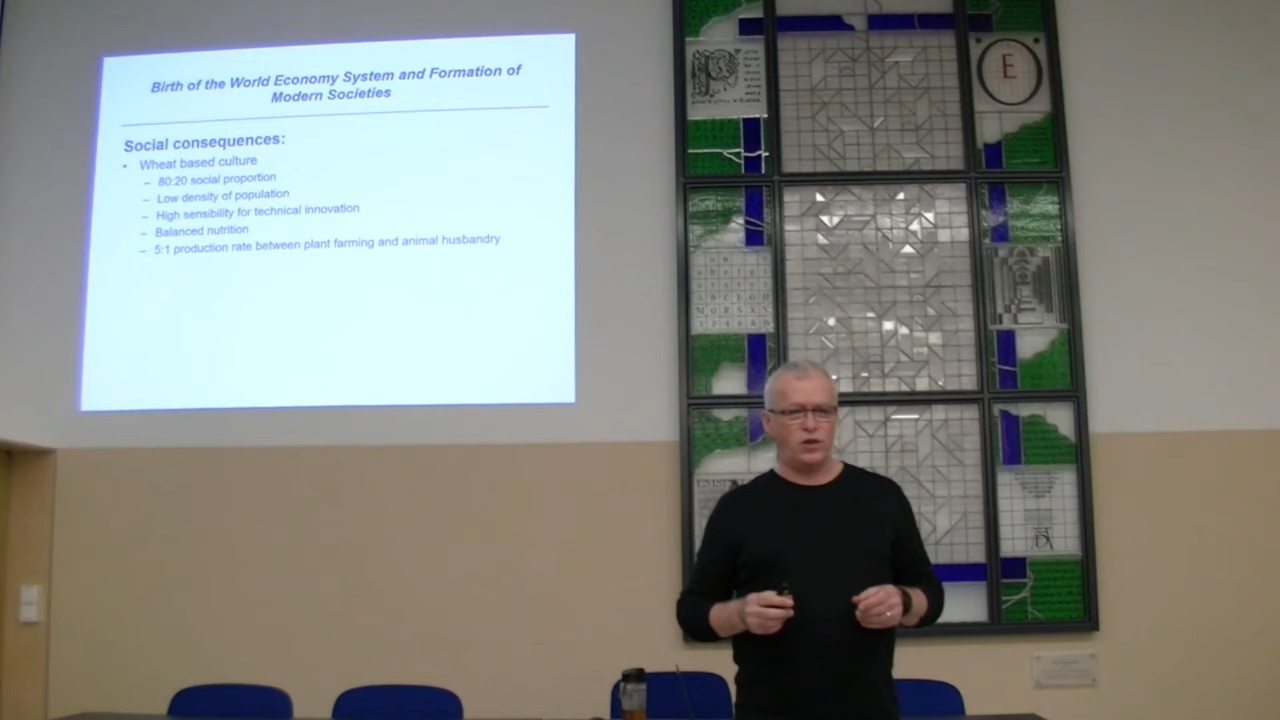 Birth of the World Economy System and Formation of
Modern Societies
Social consequences:
• Wheat based culture
– 80:20 social proportion
– Low density of population
– High sensibility for technical innovation
– Balanced nutrition
– 5:1 production rate between plant farming and animal husbandry
P
E